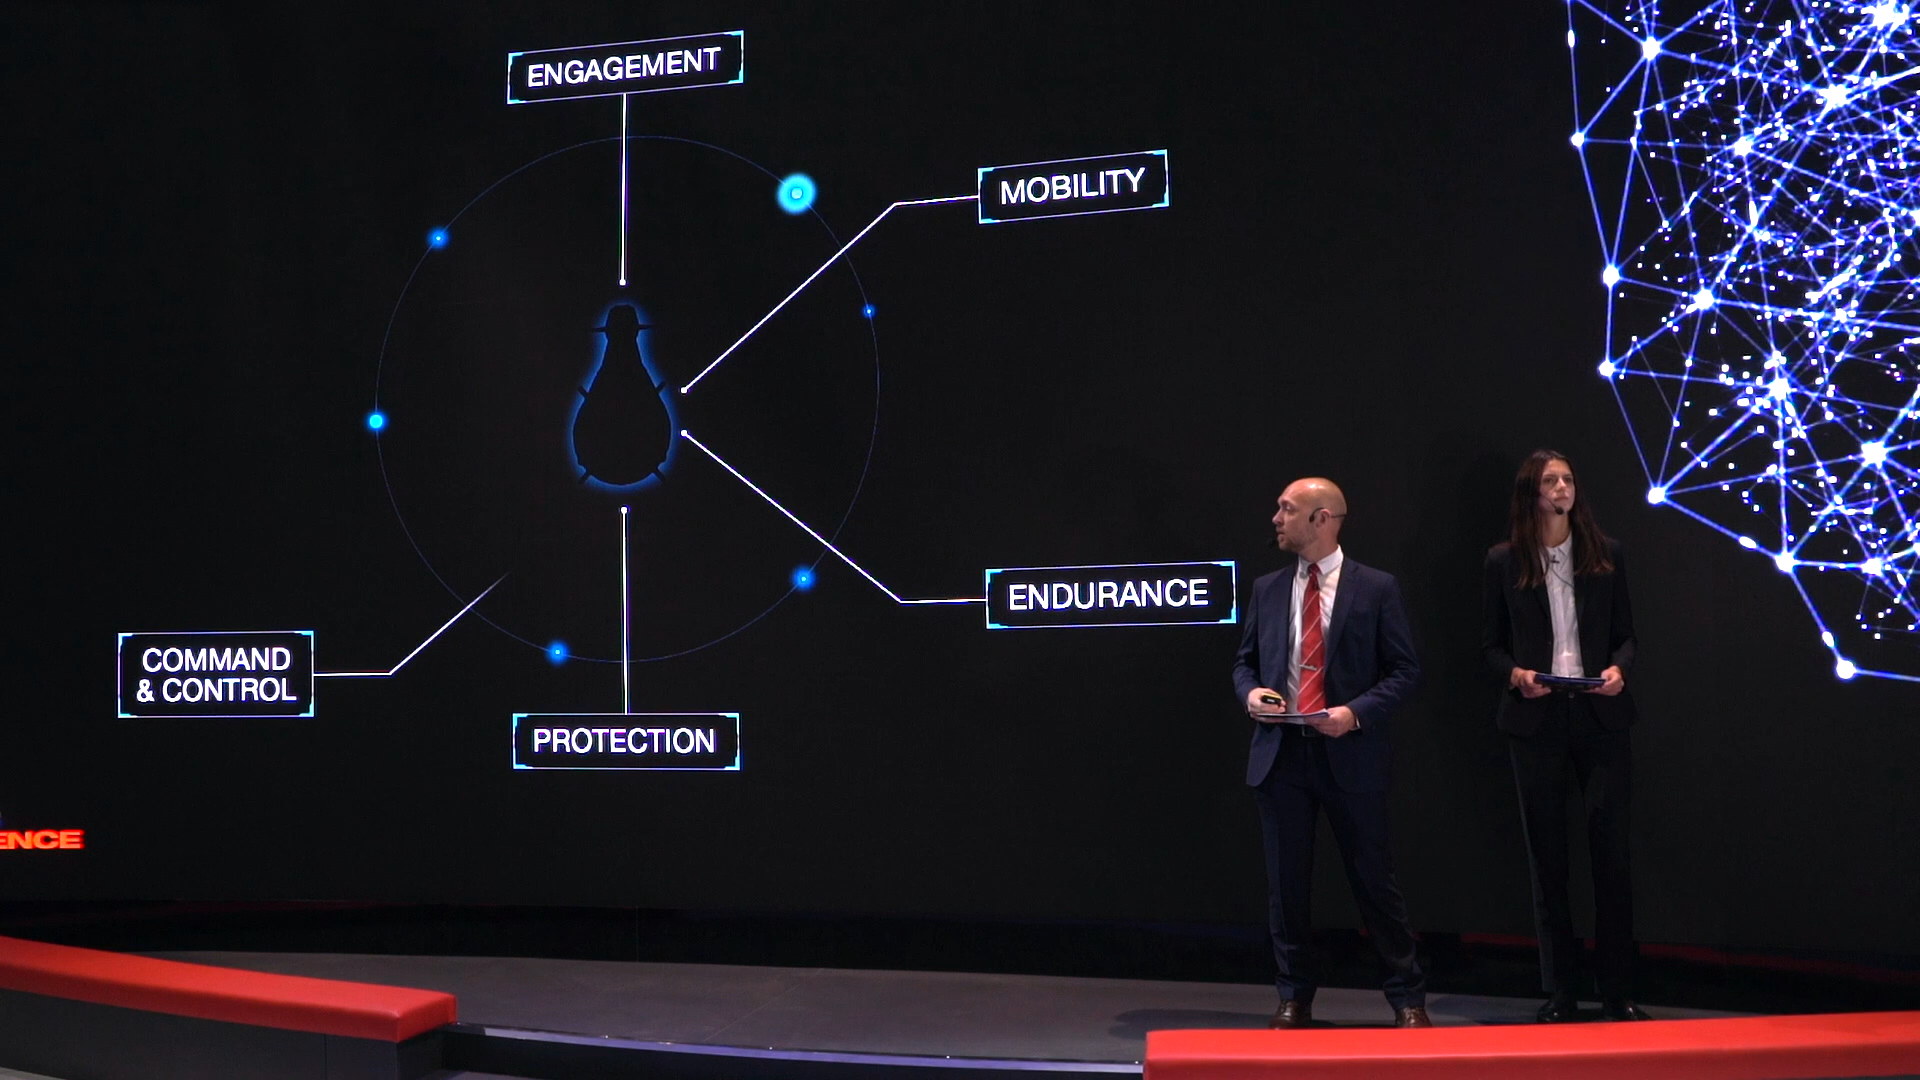 ENGAGEMENT
MOBILITY
ENDURANCE
COMMAND
& CONTROL
PROTECTION
ENCE